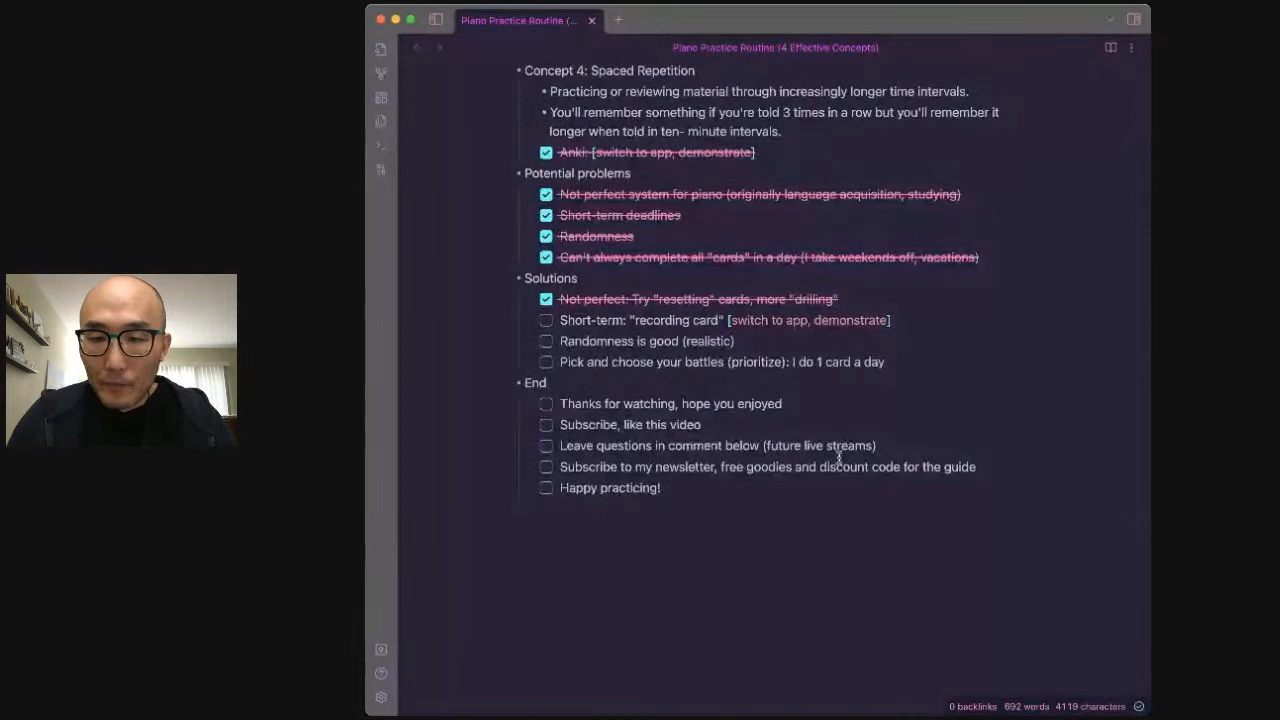 Piano Practice Routine (...
Piano Practice Routine (4 Effective Concepts)
• Concept 4: Spaced Repetition
• Practicing or reviewing material through increasingly longer time intervals.
• You'll remember something if you're told 3 times in a row but you'll remember it
longer when told in ten- minute intervals.
Anki: [switch to app, demonstrate]
• Potential problems
Not perfect system for piano (originally language acquisition, studying)
Short-term deadlines
Randomness
Can't always complete all "cards" in a day (I take weekends off, vacations)
• Solutions
Not perfect: Try "resetting" cards, more "drilling"
Short-term: "recording card" [switch to app, demonstrate]
Randomness is good (realistic)
Pick and choose your battles (prioritize): I do 1 card a day
• End
Thanks for watching, hope you enjoyed
Subscribe, like this video
Leave questions in comment below (future live streams)
Subscribe to my newsletter, free goodies and discount code for the guide
Happy practicing!
0 backlinks 692 words 4119 characters